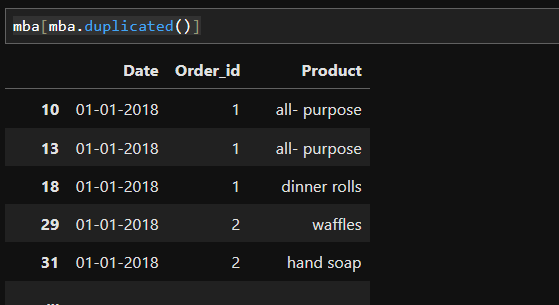 mba[mba.duplicated()]
Date Order_id Product
10 01-01-2018 1 all- purpose
13 01-01-2018 1 all- purpose
18 01-01-2018 1 dinner rolls
29 01-01-2018 2 waffles
31 01-01-2018 2 hand soap